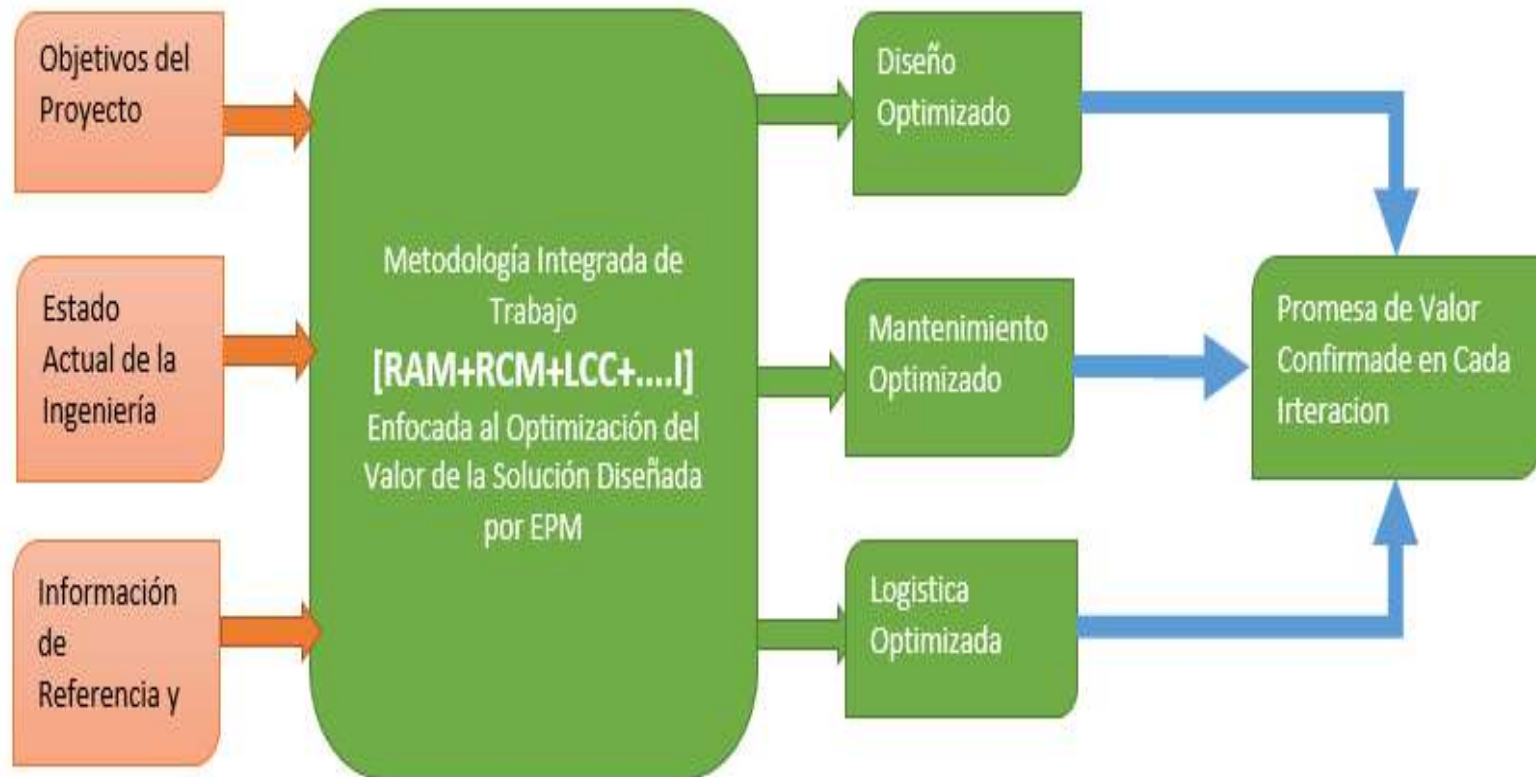 Objetivos del
Proyecto
Estado
Actual de la
Ingeniería
Información
de
Referencia y
Metodología Integrada de
Trabajo
[RAM+RCM+LCC+....I]
Enfocada al Optimización del
Valor de la Solución Diseñada
por EPM
Diseño
Optimizado
Mantenimiento
Optimizado
Logistica
Optimizada
Promesa de Valor
Confirmade en Cada
Irteracion